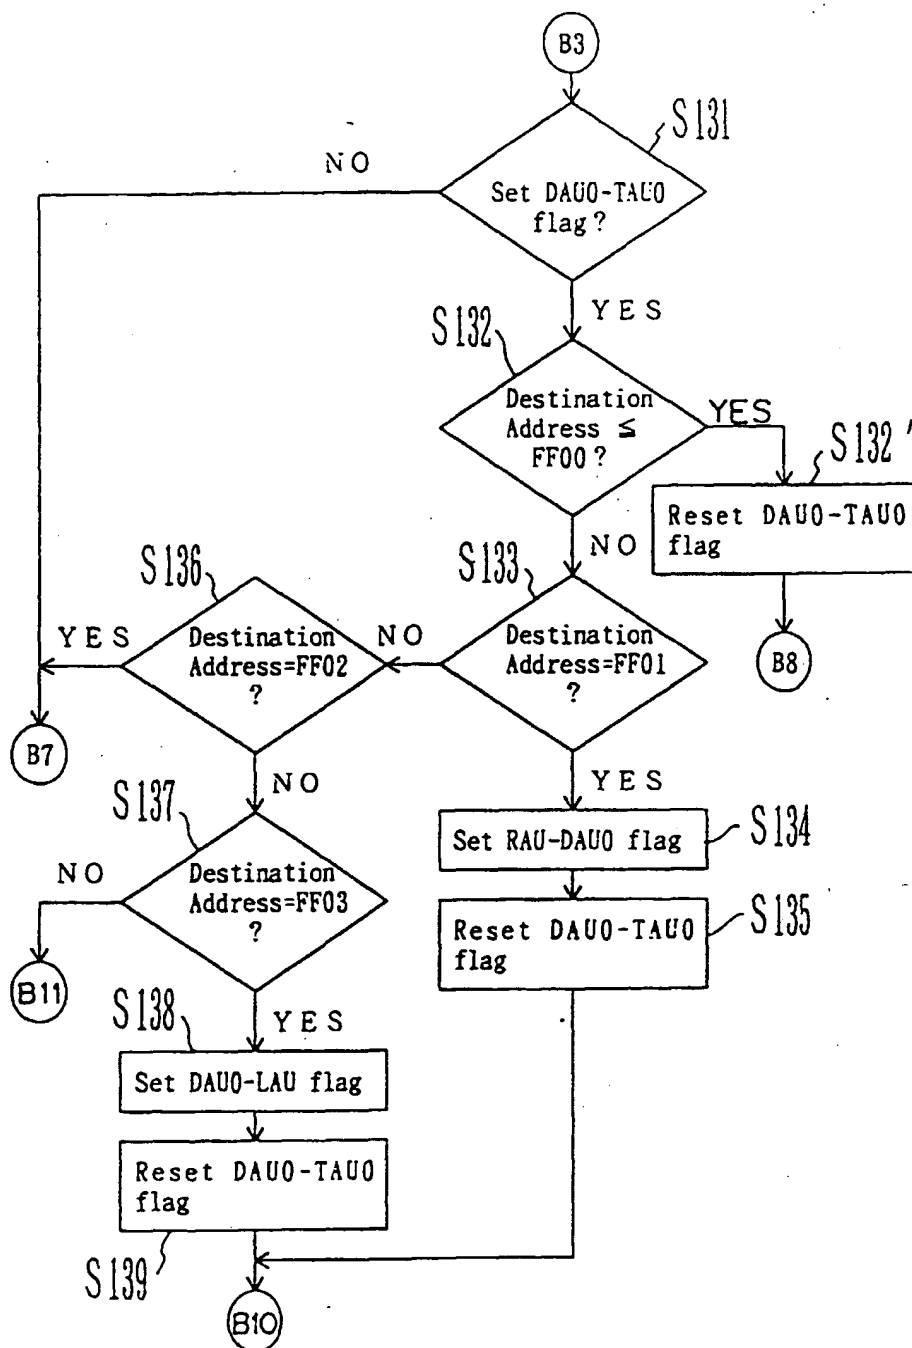 B3
S131
NO
Set DAU0-TAU0
flag?
YES
S132
Destination
Address ≦
FF00?
YES
S132'
Reset DAU0-TAU0
flag
NO
S136
S133
YES
Destination
Address=FF02
?
NO
Destination
Address=FF01
?
B8
B7
NO
YES
S137
Set RAU-DAU0 flag
S134
NO
Destination
Address=FF03
?
Reset DAU0-TAU0
flag
S135
B11
S138
YES
Set DAU0-LAU flag
Reset DAU0-TAU0
flag
S139
B10